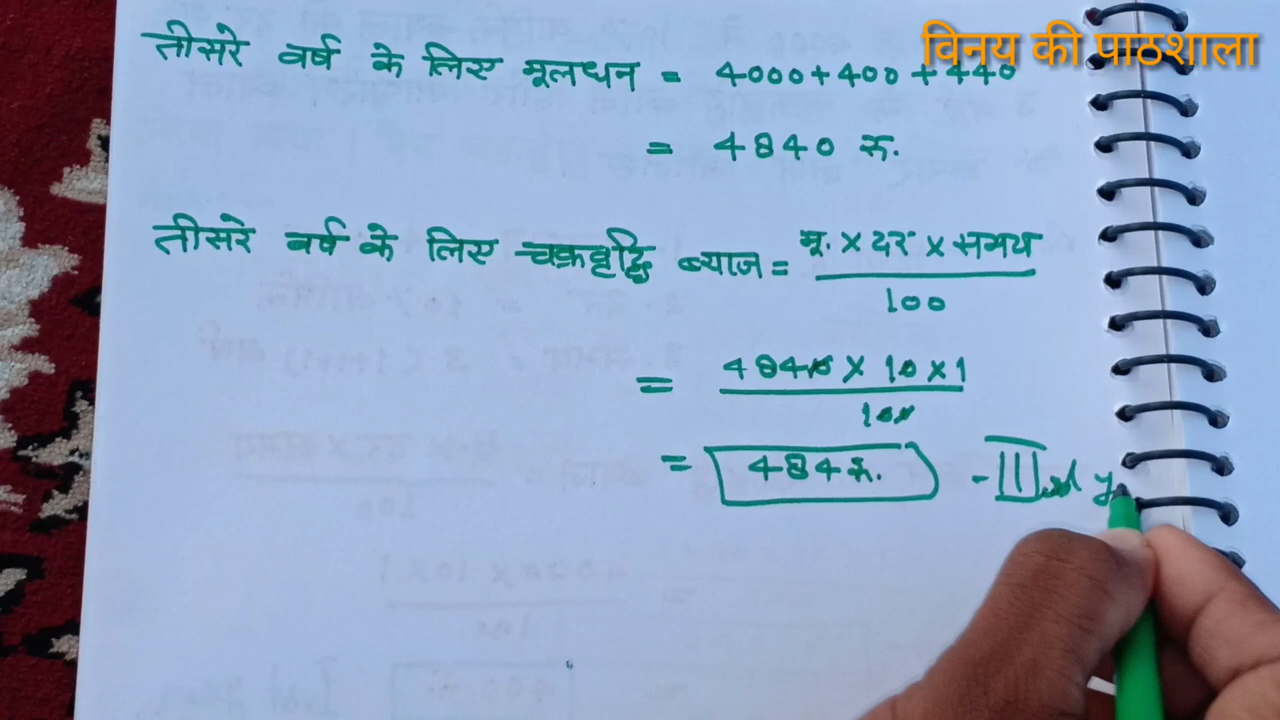 विनय की पाठशाला
तीसरे वर्ष के लिए मूलधन = 4000+400+440
= 4840 रु.
तीसरे वर्ष के लिए चक्रवृद्धि ब्याज = मू. × दर × समय
100
= 4840 × 10 × 1
100
= 484 रु. - IIIrd y